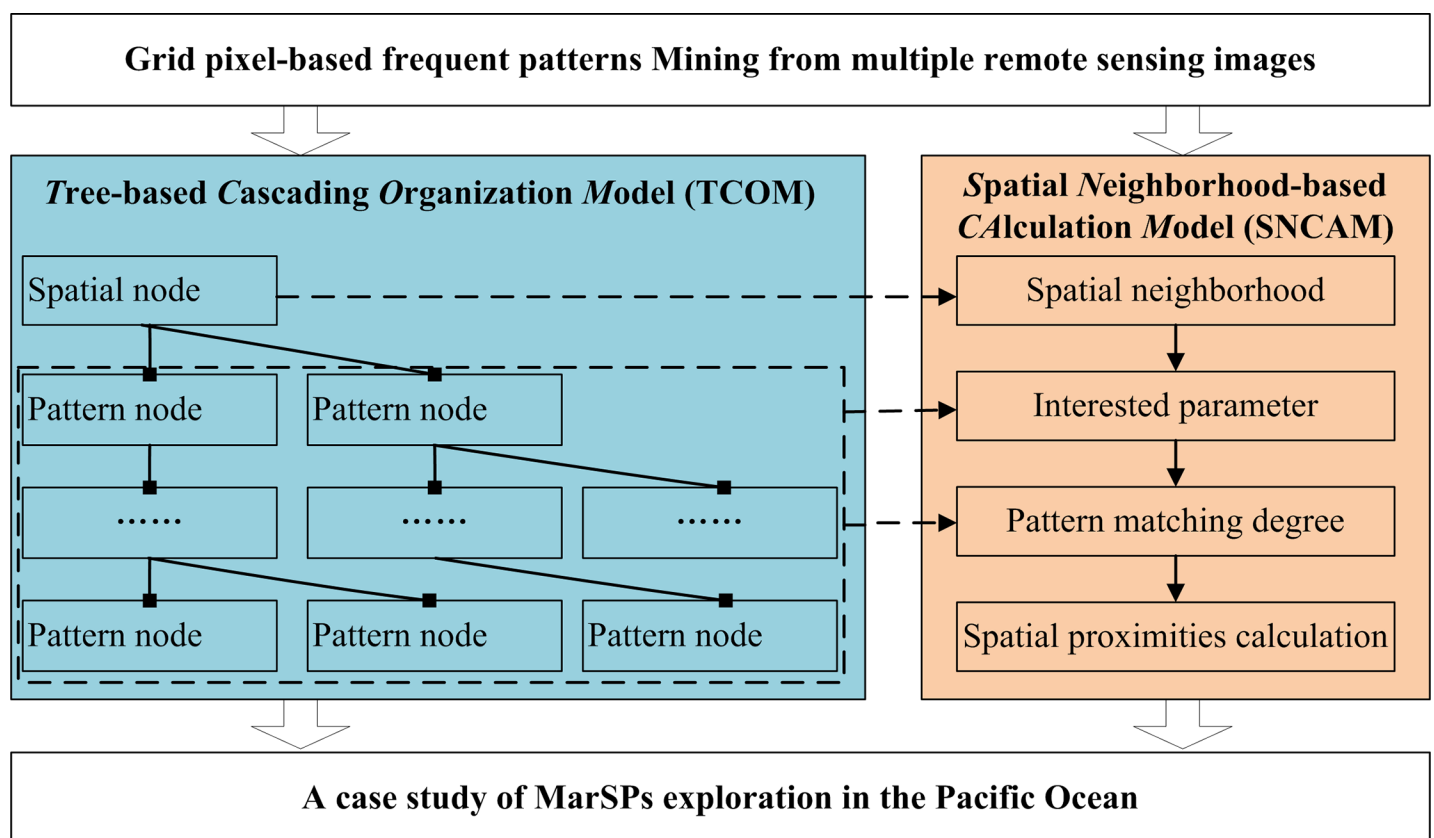 Grid pixel-based frequent patterns Mining from multiple remote sensing images
Tree-based Cascading Organization Model (TCOM)
Spatial node
Pattern node
Pattern node
······
······
······
Pattern node
Pattern node
Pattern node
Spatial Neighborhood-based
CAlculation Model (SNCAM)
Spatial neighborhood
Interested parameter
Pattern matching degree
Spatial proximities calculation
A case study of MarSPs exploration in the Pacific Ocean